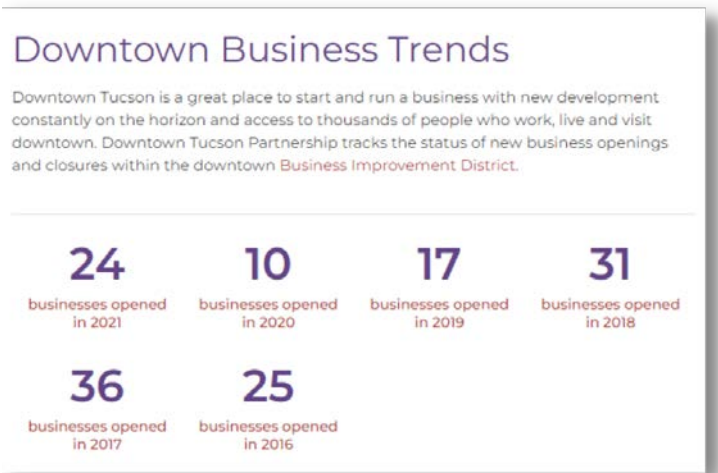 Downtown Business Trends
Downtown Tucson is a great place to start and run a business with new development
constantly on the horizon and access to thousands of people who work, live and visit
downtown. Downtown Tucson Partnership tracks the status of new business openings
and closures within the downtown Business Improvement District.
24
businesses opened
in 2021
10
businesses opened
in 2020
17
businesses opened
in 2019
31
businesses opened
in 2018
36
businesses opened
in 2017
25
businesses opened
in 2016